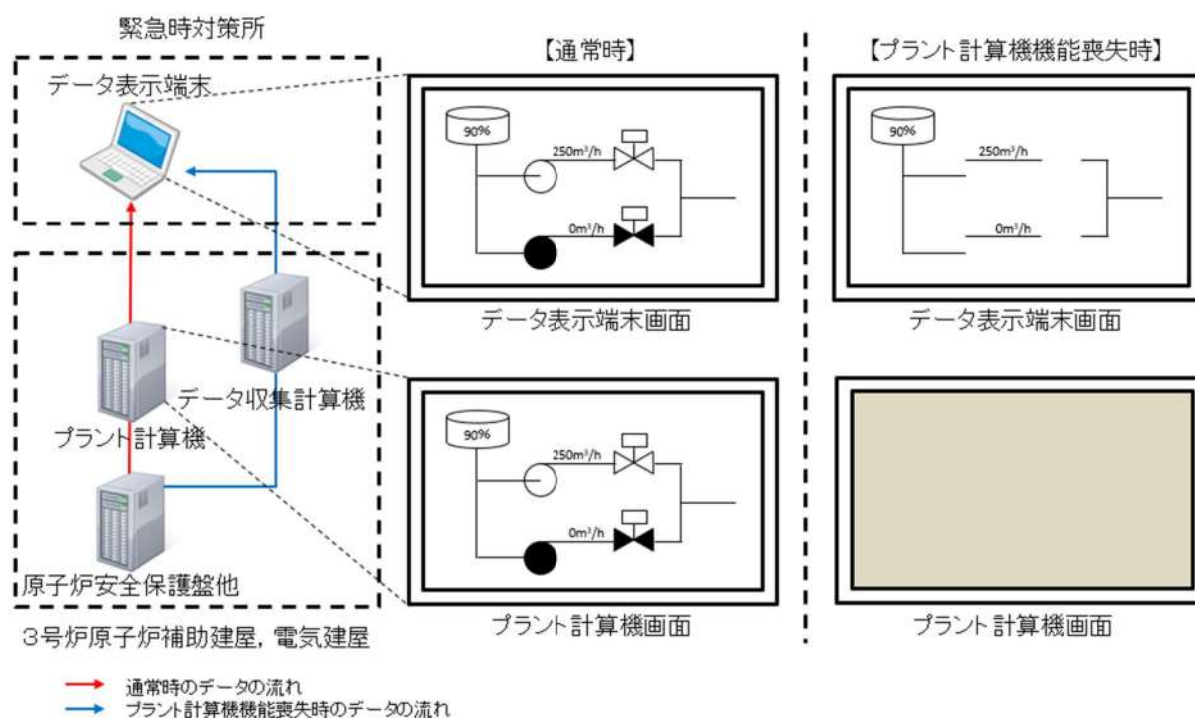 緊急時対策所
データ表示端末
データ収集計算機
プラント計算機
原子炉安全保護盤他
３号炉原子炉補助建屋，電気建屋
【通常時】
90%
250m³/h
0m³/h
データ表示端末画面
90%
250m³/h
0m³/h
プラント計算機画面
【プラント計算機機能喪失時】
90%
250m³/h
0m³/h
データ表示端末画面
プラント計算機画面
通常時のデータの流れ
プラント計算機機能喪失時のデータの流れ